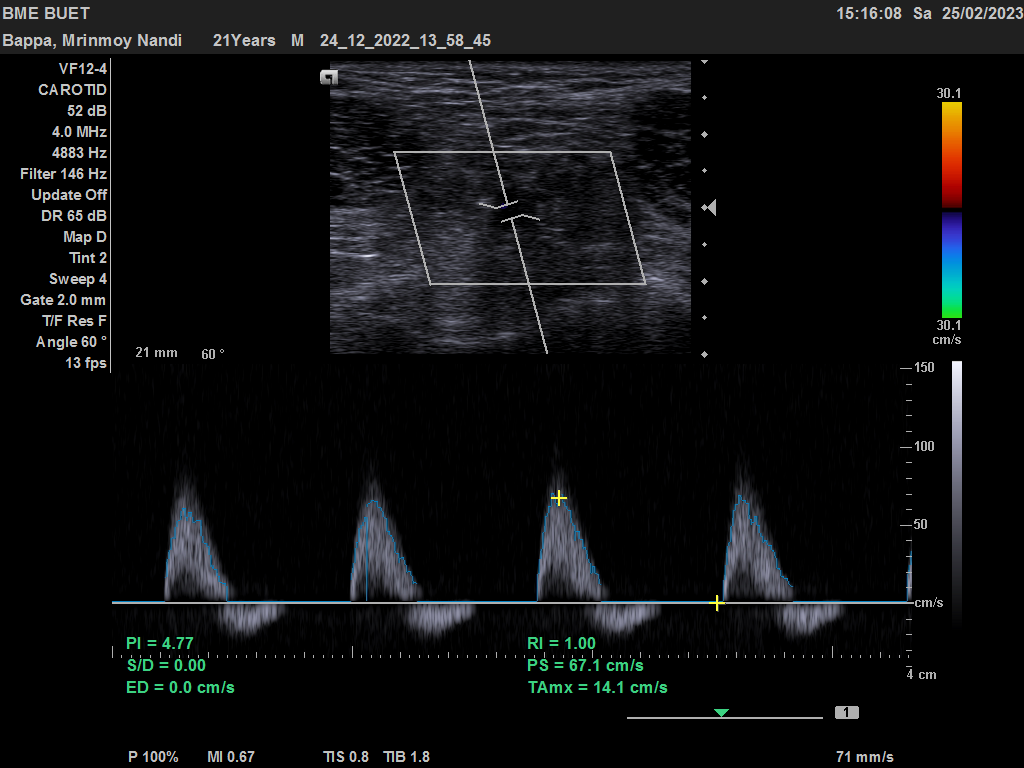 BME BUET 15:16:08 Sa 25/02/2023
Bappa, Mrinmoy Nandi 21Years M 24_12_2022_13_58_45
VF12-4
CAROTID
52 dB
4.0 MHz
4883 Hz
Filter 146 Hz
Update Off
DR 65 dB
Map D
Tint 2
Sweep 4
Gate 2.0 mm
T/F Res F
Angle 60 °
13 fps
21 mm 60 °
30.1
30.1
cm/s
150
100
50
cm/s
4 cm
PI = 4.77
S/D = 0.00
ED = 0.0 cm/s
RI = 1.00
PS = 67.1 cm/s
TAmx = 14.1 cm/s
1
P 100% MI 0.67 TIS 0.8 TIB 1.8 71 mm/s